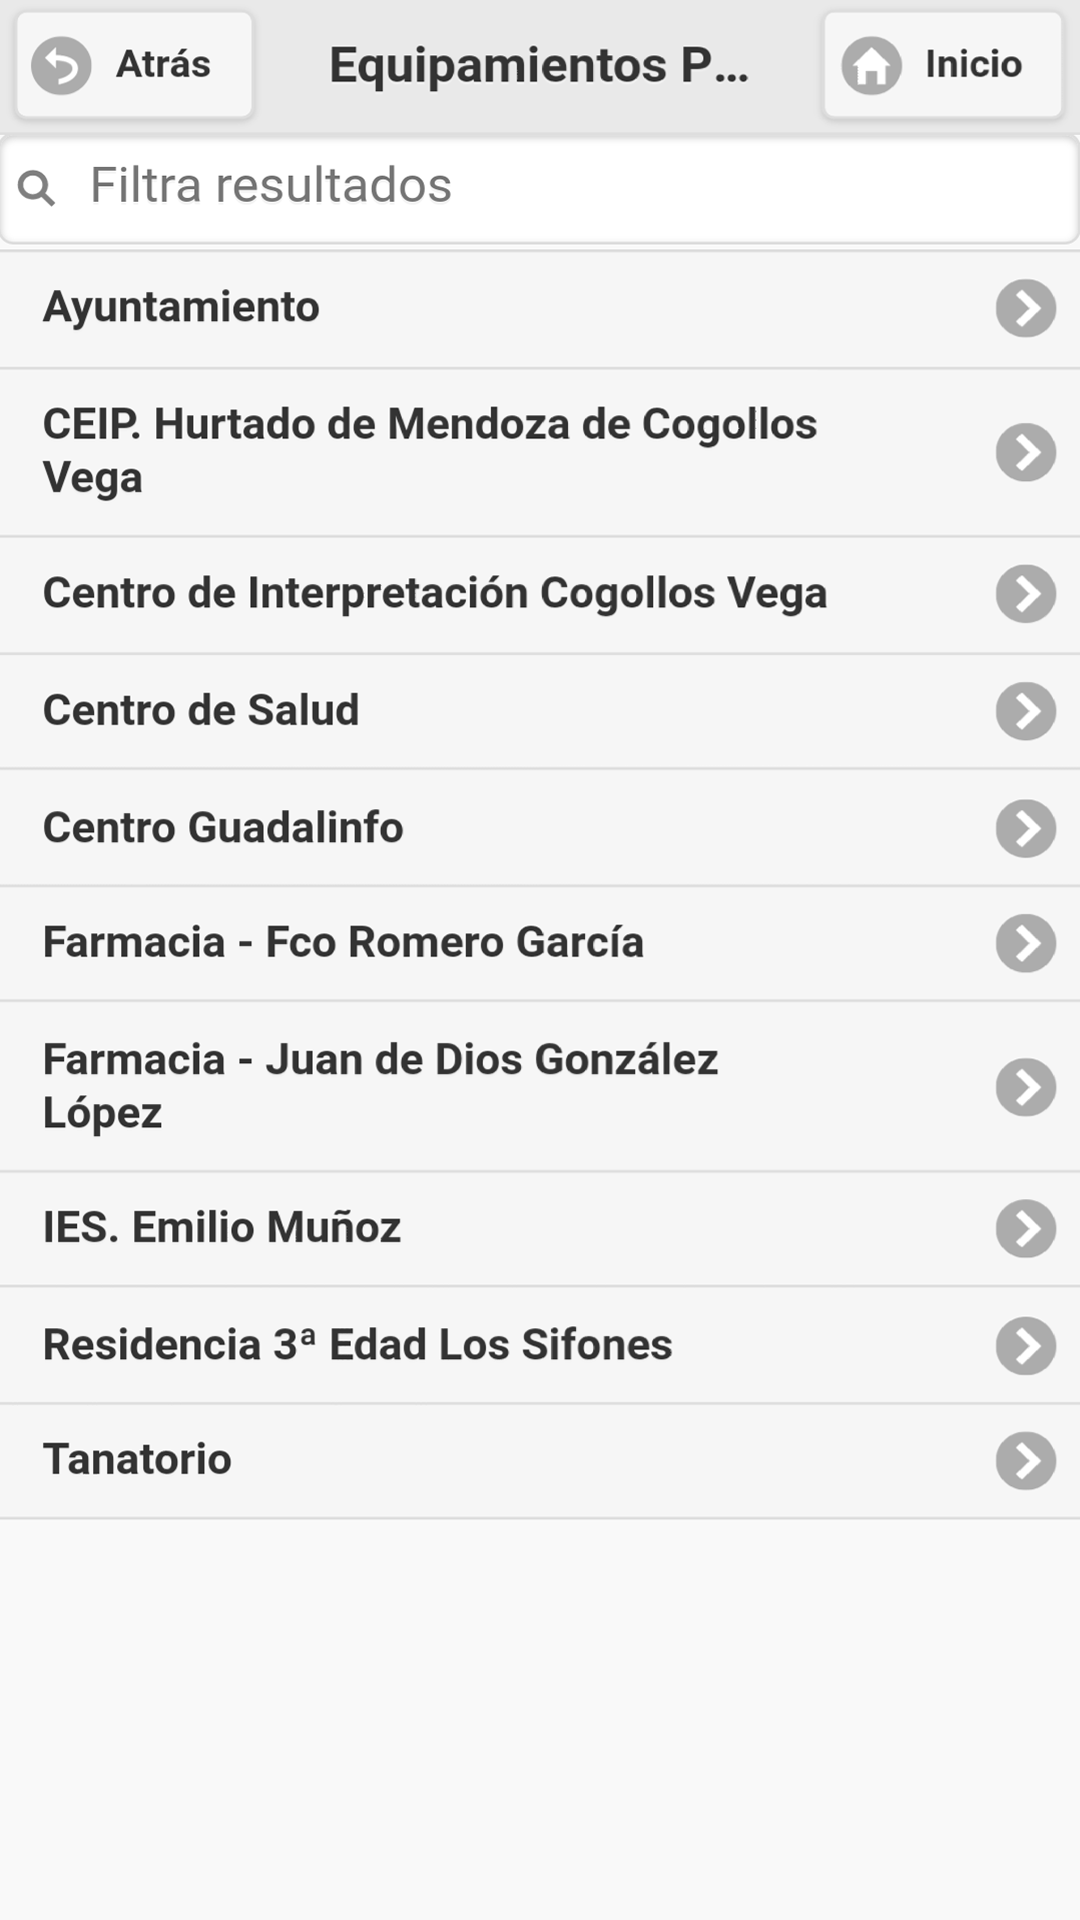 Atrás
Equipamientos P...
Inicio
Filtra resultados
Ayuntamiento
CEIP. Hurtado de Mendoza de Cogollos
Vega
Centro de Interpretación Cogollos Vega
Centro de Salud
Centro Guadalinfo
Farmacia - Fco Romero García
Farmacia - Juan de Dios González
López
IES. Emilio Muñoz
Residencia 3ª Edad Los Sifones
Tanatorio